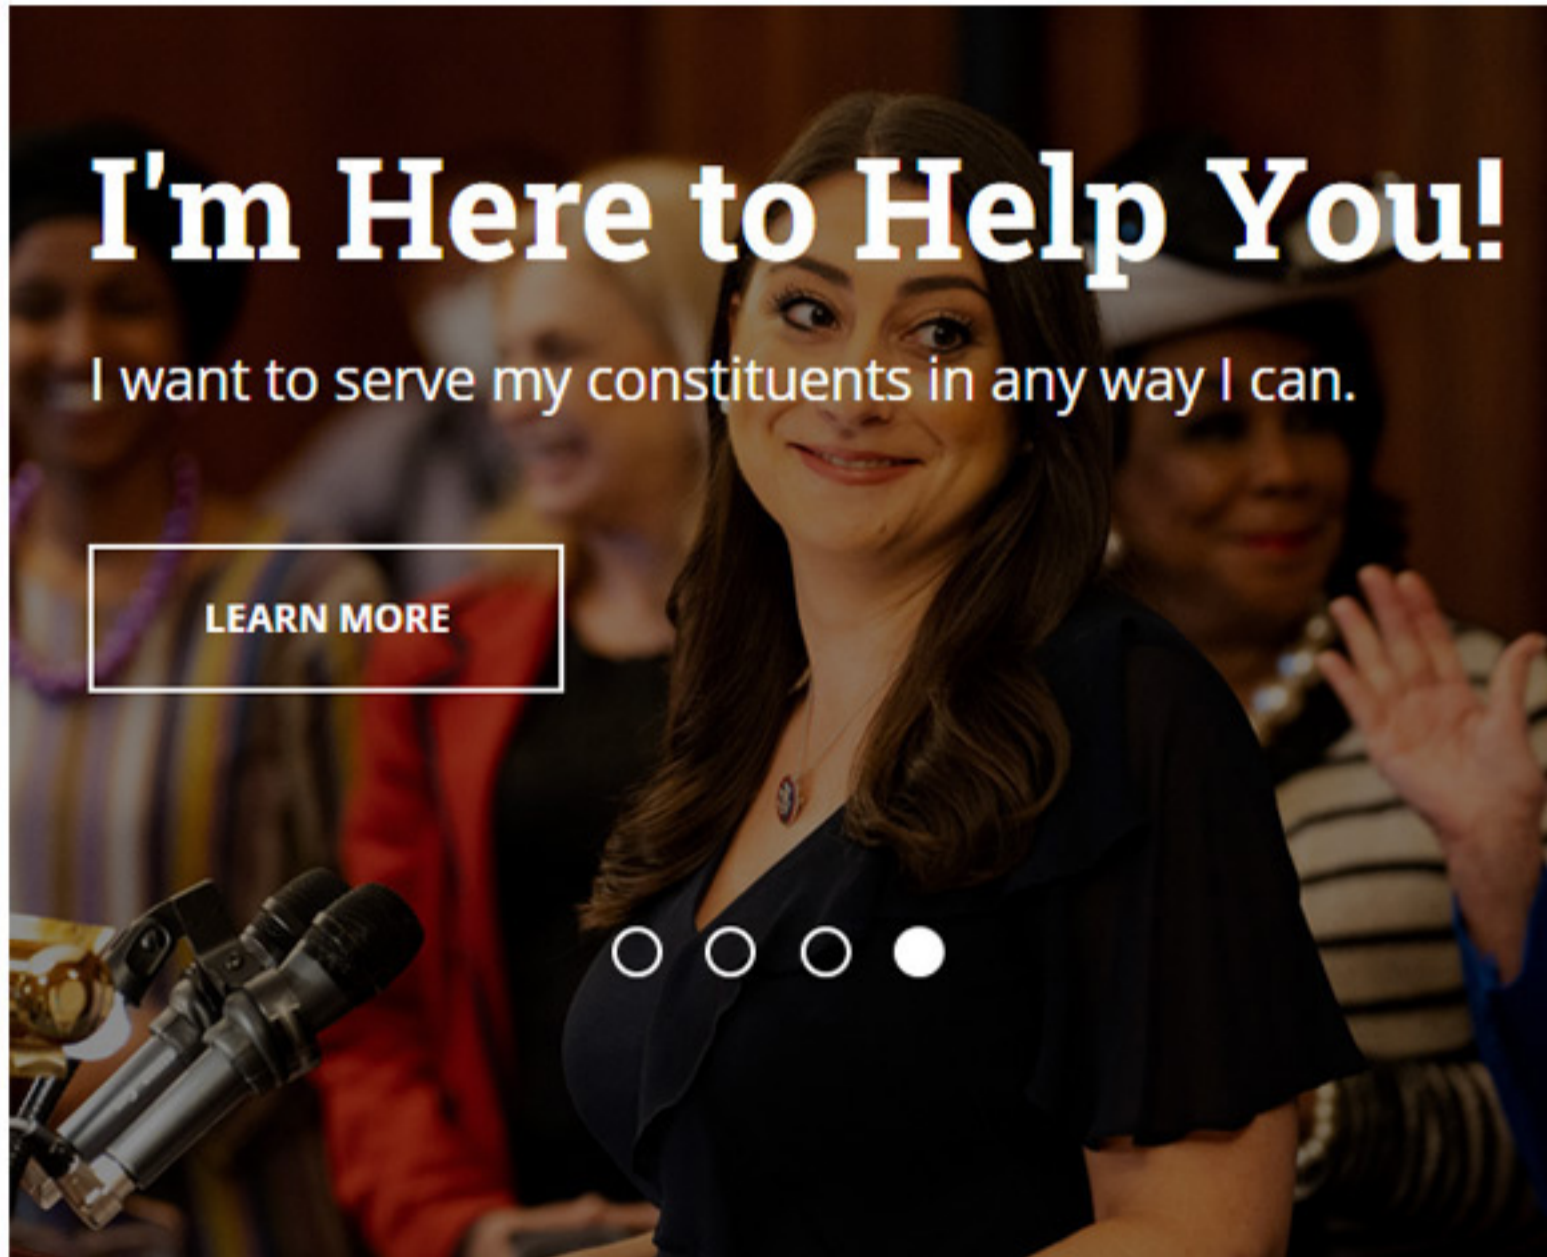 I'm Here to Help You!
I want to serve my constituents in any way I can.
LEARN MORE